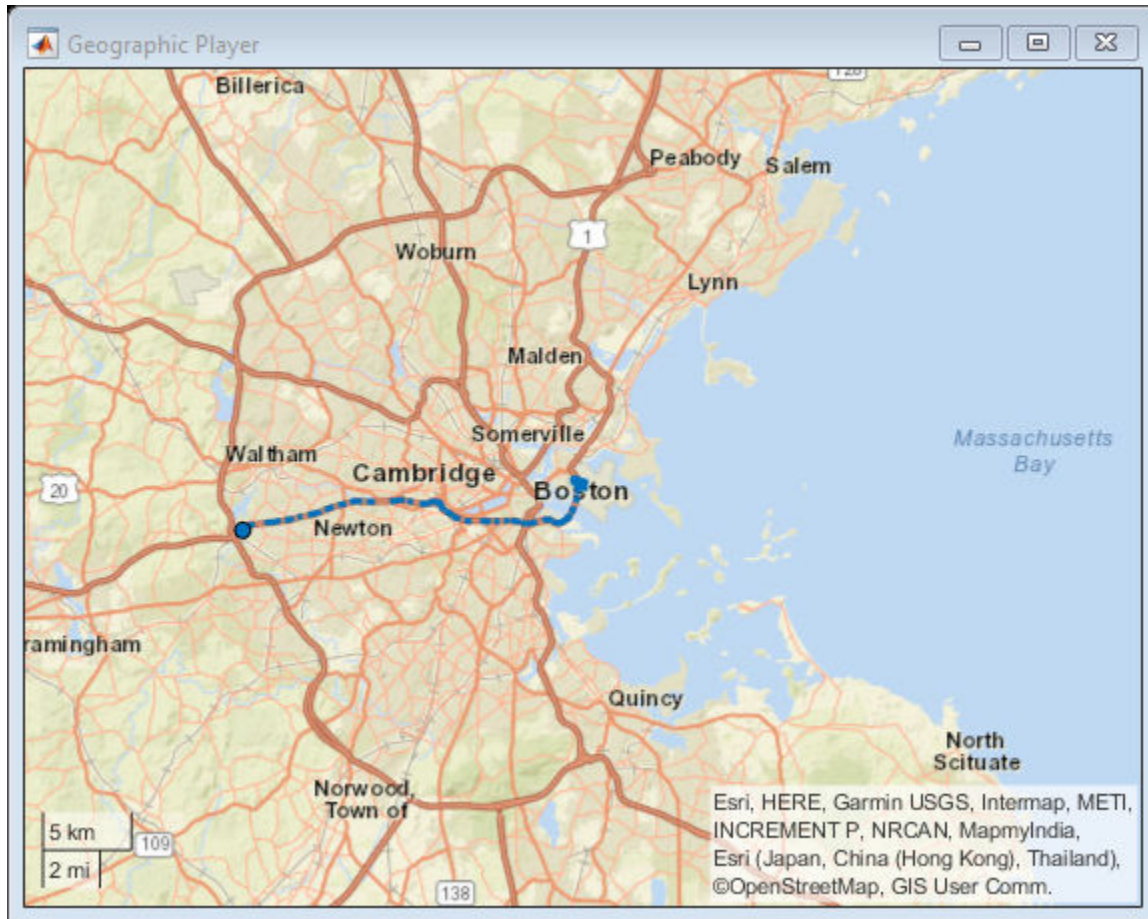 Geographic Player
128
Billerica
Peabody
Salem
1
Woburn
Lynn
Malden
Somerville
Massachusetts
Bay
Waltham
Cambridge
20
Boston
Newton
ramingham
Quincy
North
Scituate
Norwood,
Town of
Esri, HERE, Garmin USGS, Intermap, METI,
INCREMENT P, NRCAN, MapmyIndia,
Esri (Japan, China (Hong Kong), Thailand),
©OpenStreetMap, GIS User Comm.
5 km
109
2 mi
138